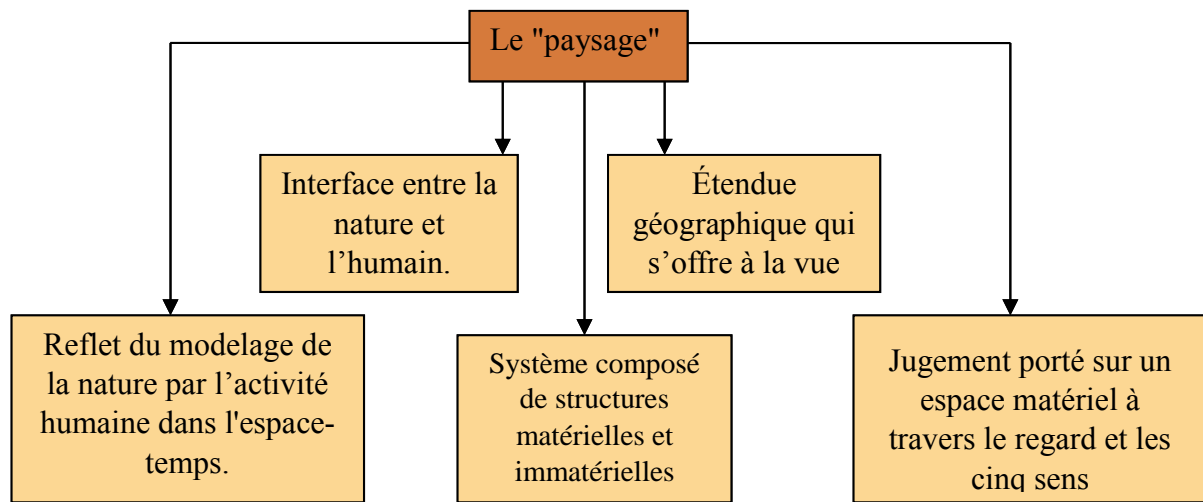 Le "paysage"
Interface entre la
nature et
l’humain.
Étendue
géographique qui
s’offre à la vue
Reflet du modelage de
la nature par l’activité
humaine dans l'espace-
temps.
Système composé
de structures
matérielles et
immatérielles
Jugement porté sur un
espace matériel à
travers le regard et les
cinq sens